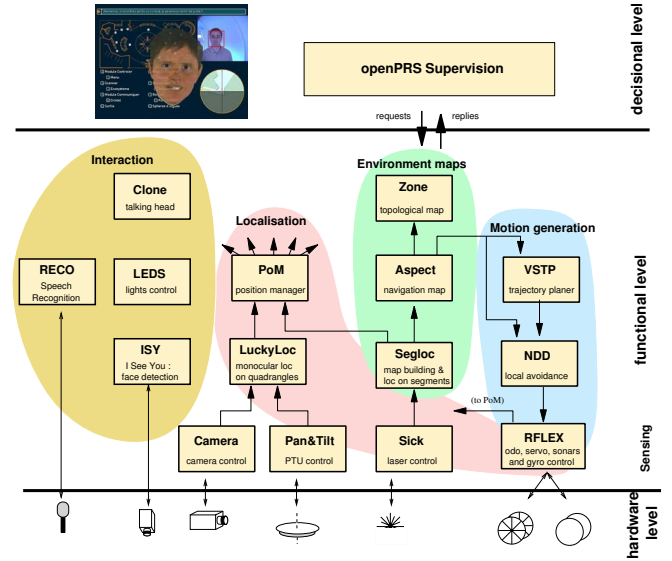 openPRS Supervision
decisional level
requests
replies
Interaction
Environment maps
Clone
talking head
Zone
topological map
Localisation
Motion generation
RECO
Speech
Recognition
LEDS
lights control
PoM
position manager
Aspect
navigation map
VSTP
trajectory planer
functional level
ISY
I See You :
face detection
LuckyLoc
monocular loc
on quadrangles
Segloc
map building &
loc on segments
NDD
local avoidance
(to PoM)
Camera
camera control
Pan&Tilt
PTU control
Sick
laser control
RFLEX
odo, servo, sonars
and gyro control
Sensing
hardware
level